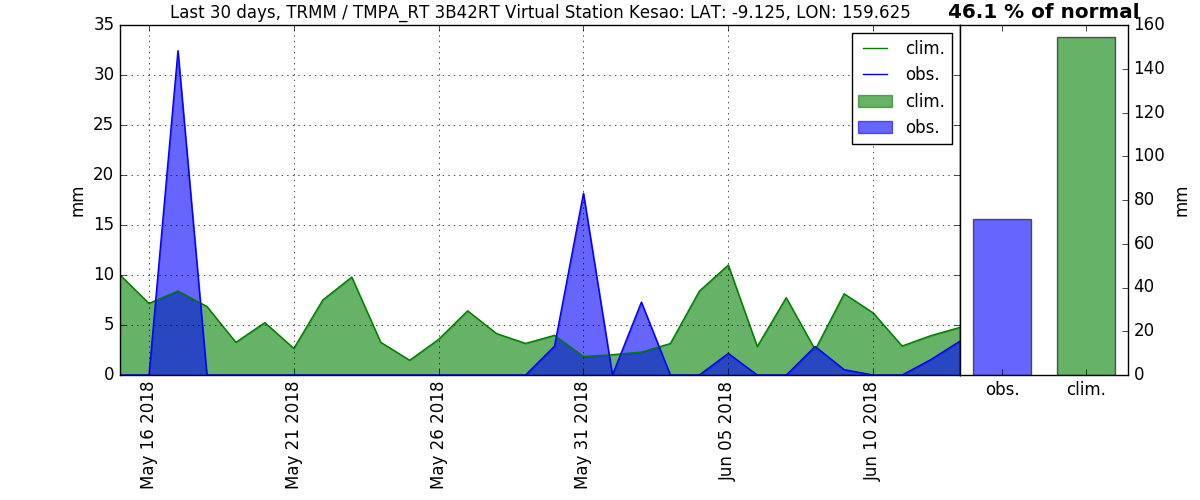 Last 30 days, TRMM / TMPA_RT 3B42RT Virtual Station Kesao: LAT: -9.125, LON: 159.625
46.1 % of normal
35
30
25
20
15
10
5
0
mm
clim.
obs.
clim.
obs.
160
140
120
100
80
60
40
20
0
mm
May 16 2018
May 21 2018
May 26 2018
May 31 2018
Jun 05 2018
Jun 10 2018
obs.
clim.